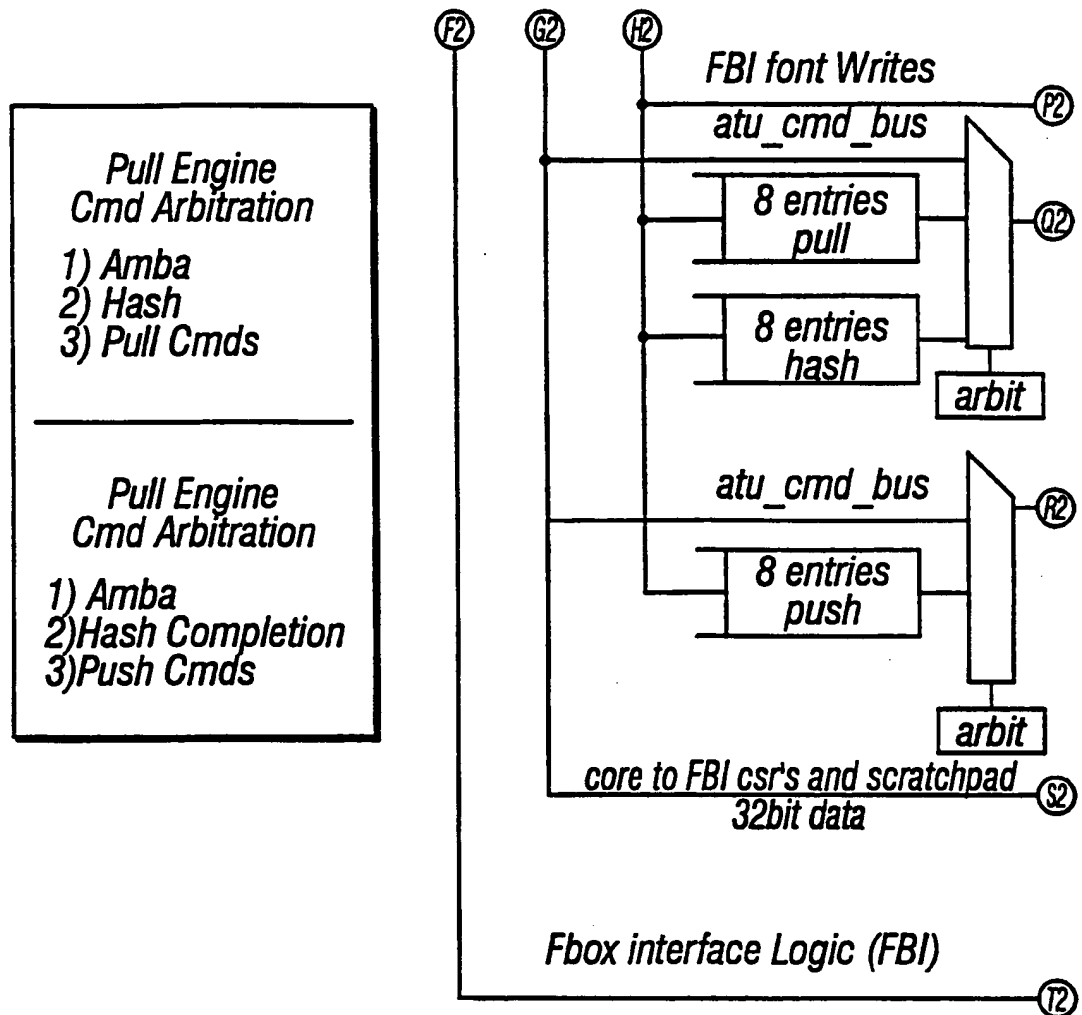 F2 G2 H2
FBI font Writes
P2
atu_cmd_bus
8 entries
pull
Q2
8 entries
hash
arbit
atu_cmd_bus
R2
8 entries
push
arbit
core to FBI csr's and scratchpad
32bit data
S2
Fbox interface Logic (FBI)
T2
Pull Engine
Cmd Arbitration
1) Amba
2) Hash
3) Pull Cmds
Pull Engine
Cmd Arbitration
1) Amba
2)Hash Completion
3)Push Cmds